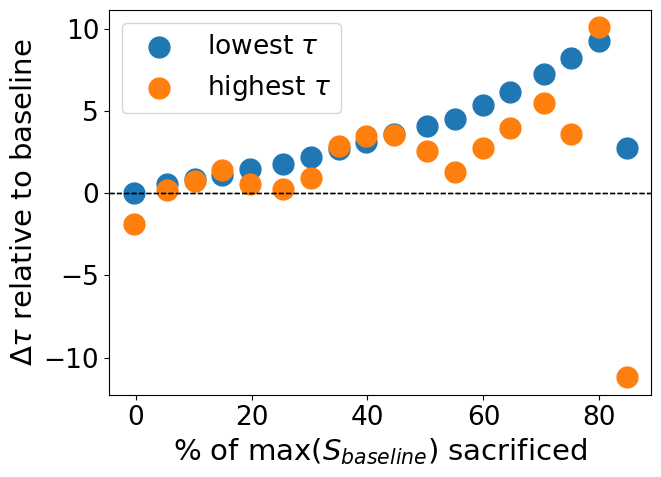 10
5
0
−5
−10
Δτ relative to baseline
lowest τ
highest τ
0 20 40 60 80
% of max(S_baseline) sacrificed